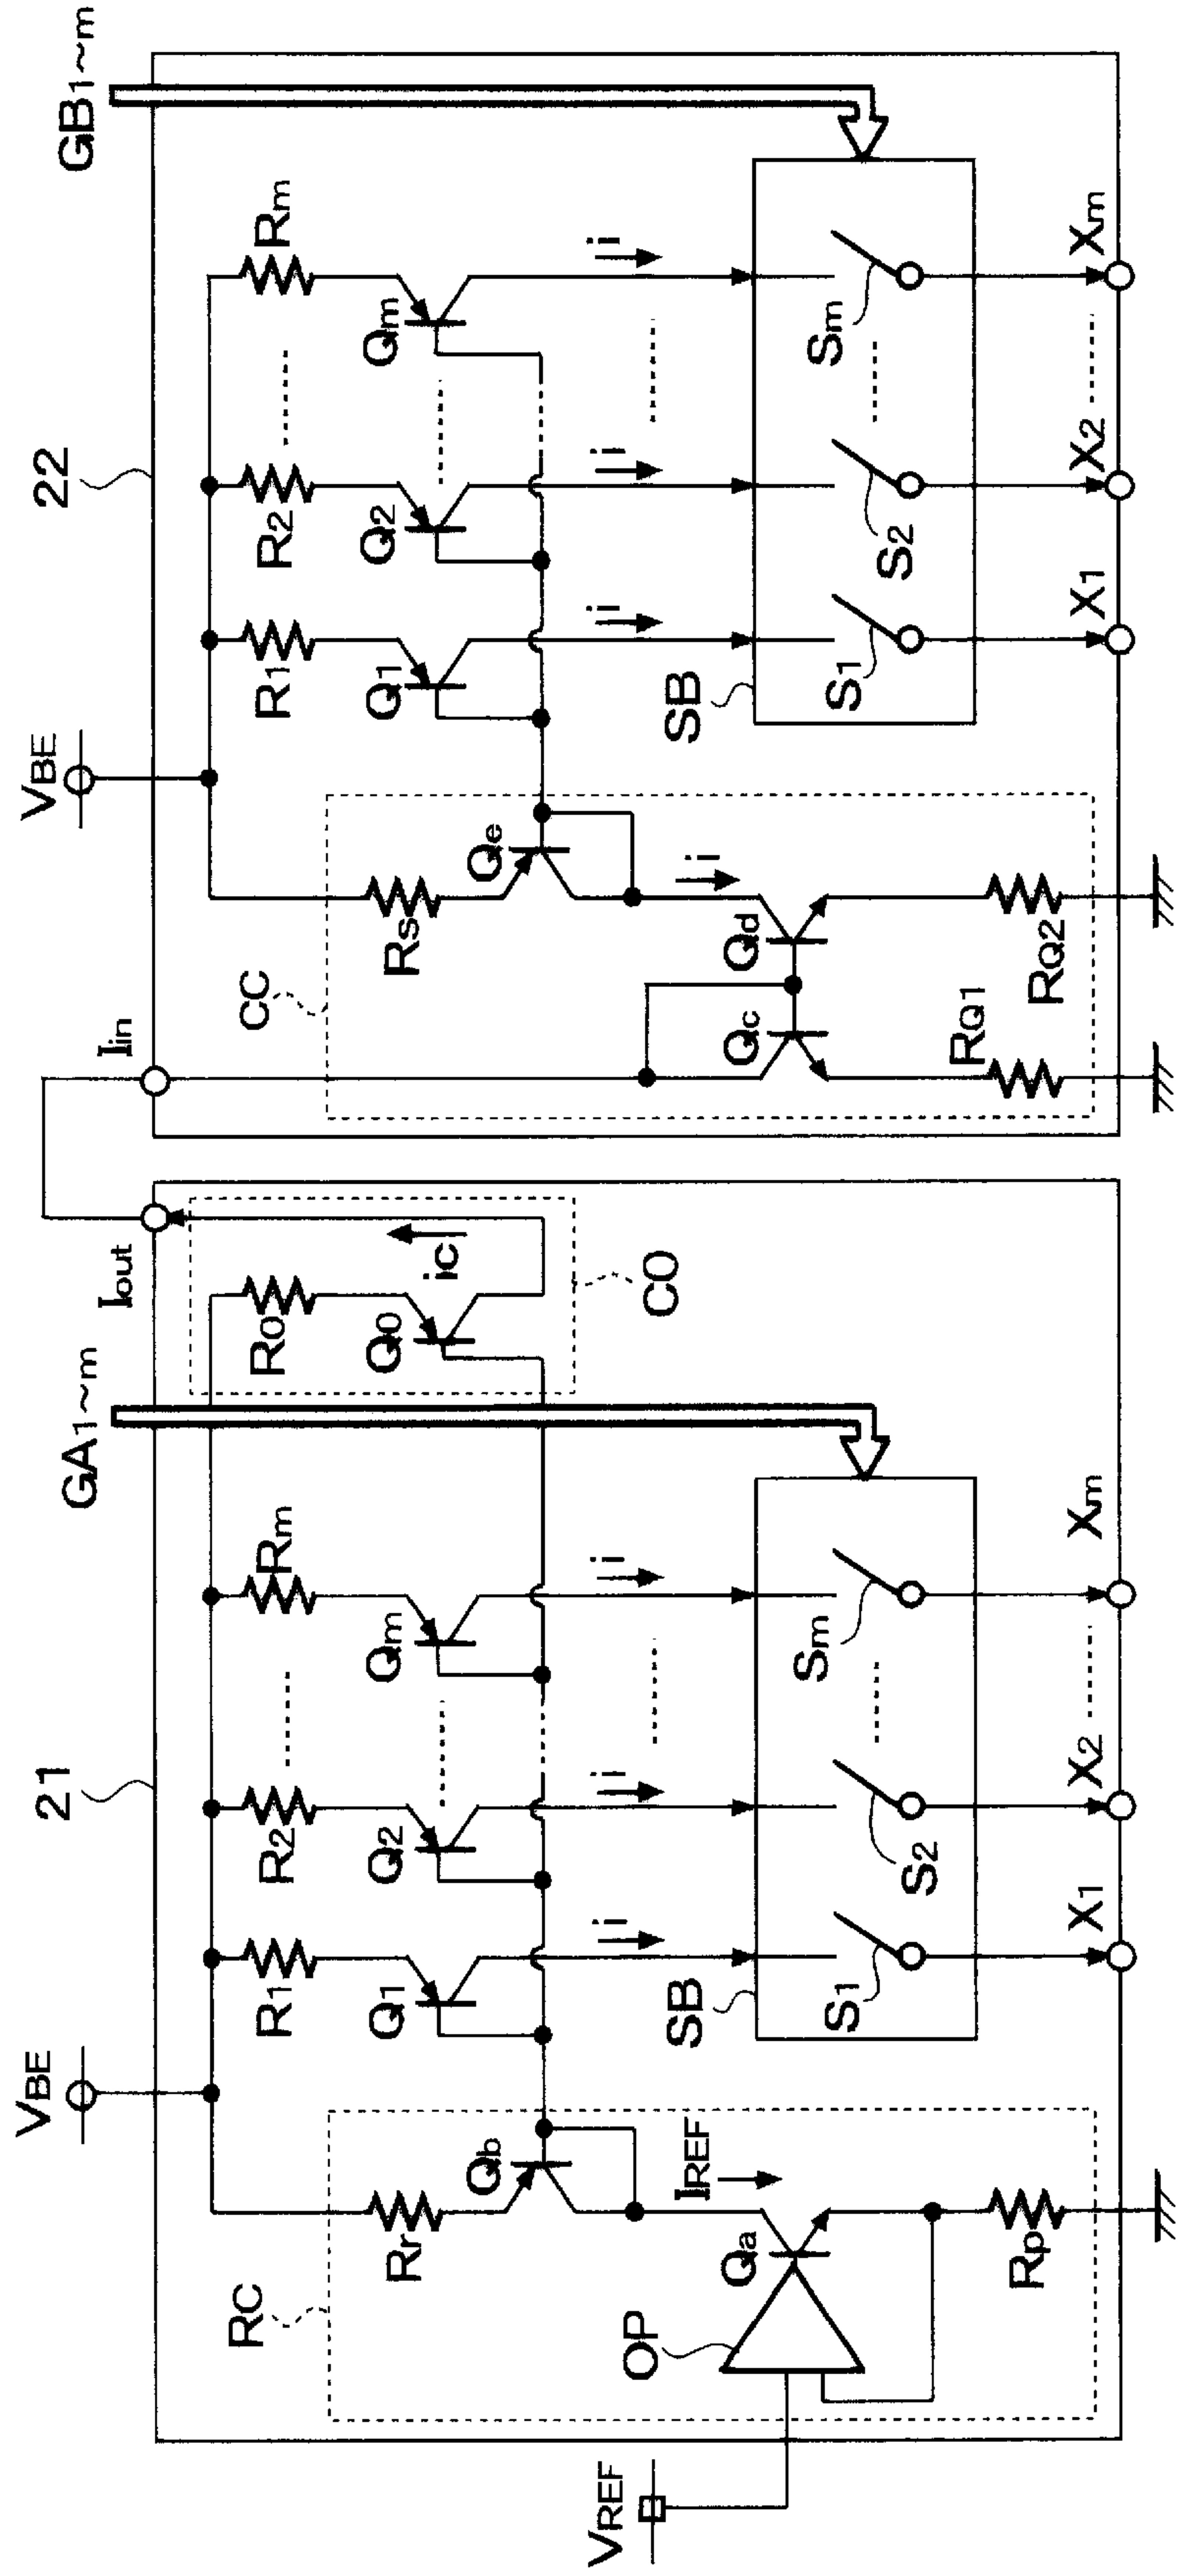 VBE
VBE
21
22
GA1~m
GB1~m
Iout
Iin
RC
Rr
Qb
IREF
Qa
OP
Rp
VREF
R1
R2
Rm
Q1
Q2
Qm
i
i
i
SB
S1
S2
Sm
X1
X2
Xm
R0
Q0
ic
CO
CC
Rs
Qe
i
Qc
Qd
RQ1
RQ2
R1
R2
Rm
Q1
Q2
Qm
i
i
i
SB
S1
S2
Sm
X1
X2
Xm